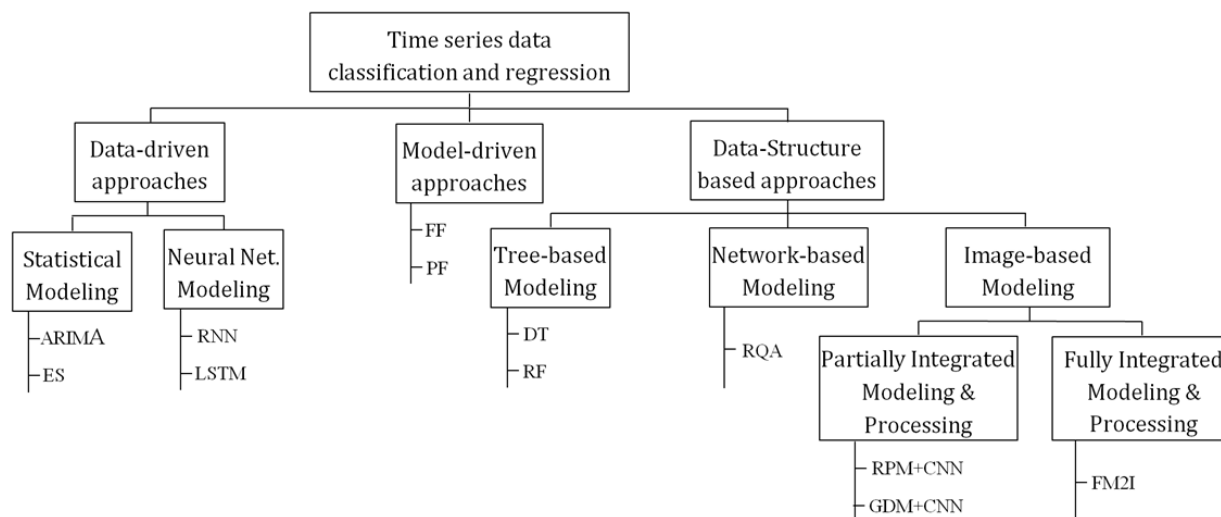 Time series data
classification and regression
Data-driven
approaches
Model-driven
approaches
Data-Structure
based approaches
Statistical
Modeling
Neural Net.
Modeling
FF
PF
Tree-based
Modeling
Network-based
Modeling
Image-based
Modeling
ARIMA
ES
RNN
LSTM
DT
RF
RQA
Partially Integrated
Modeling &
Processing
Fully Integrated
Modeling &
Processing
RPM+CNN
GDM+CNN
FM2I